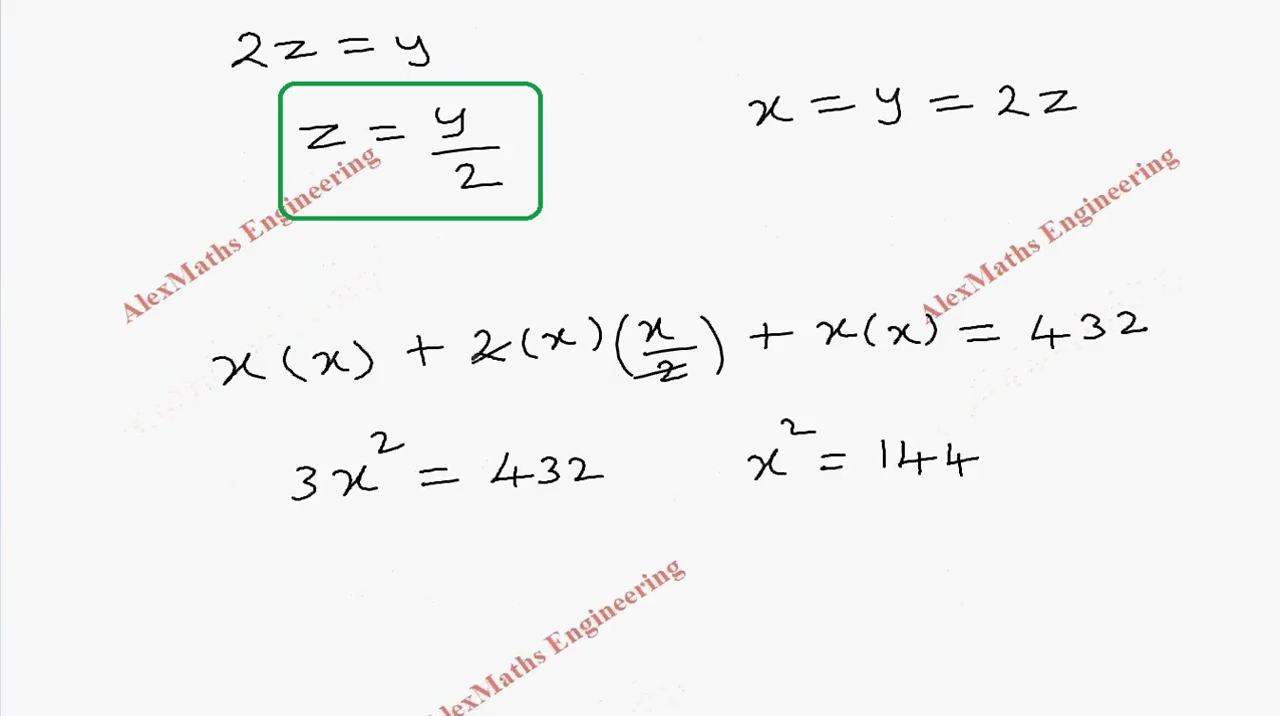 2z = y
z = y/2
x = y = 2z
AlexMaths Engineering
AlexMaths Engineering
x(x) + 2(x)(x/2) + x(x) = 432
3x² = 432
x² = 144
AlexMaths Engineering